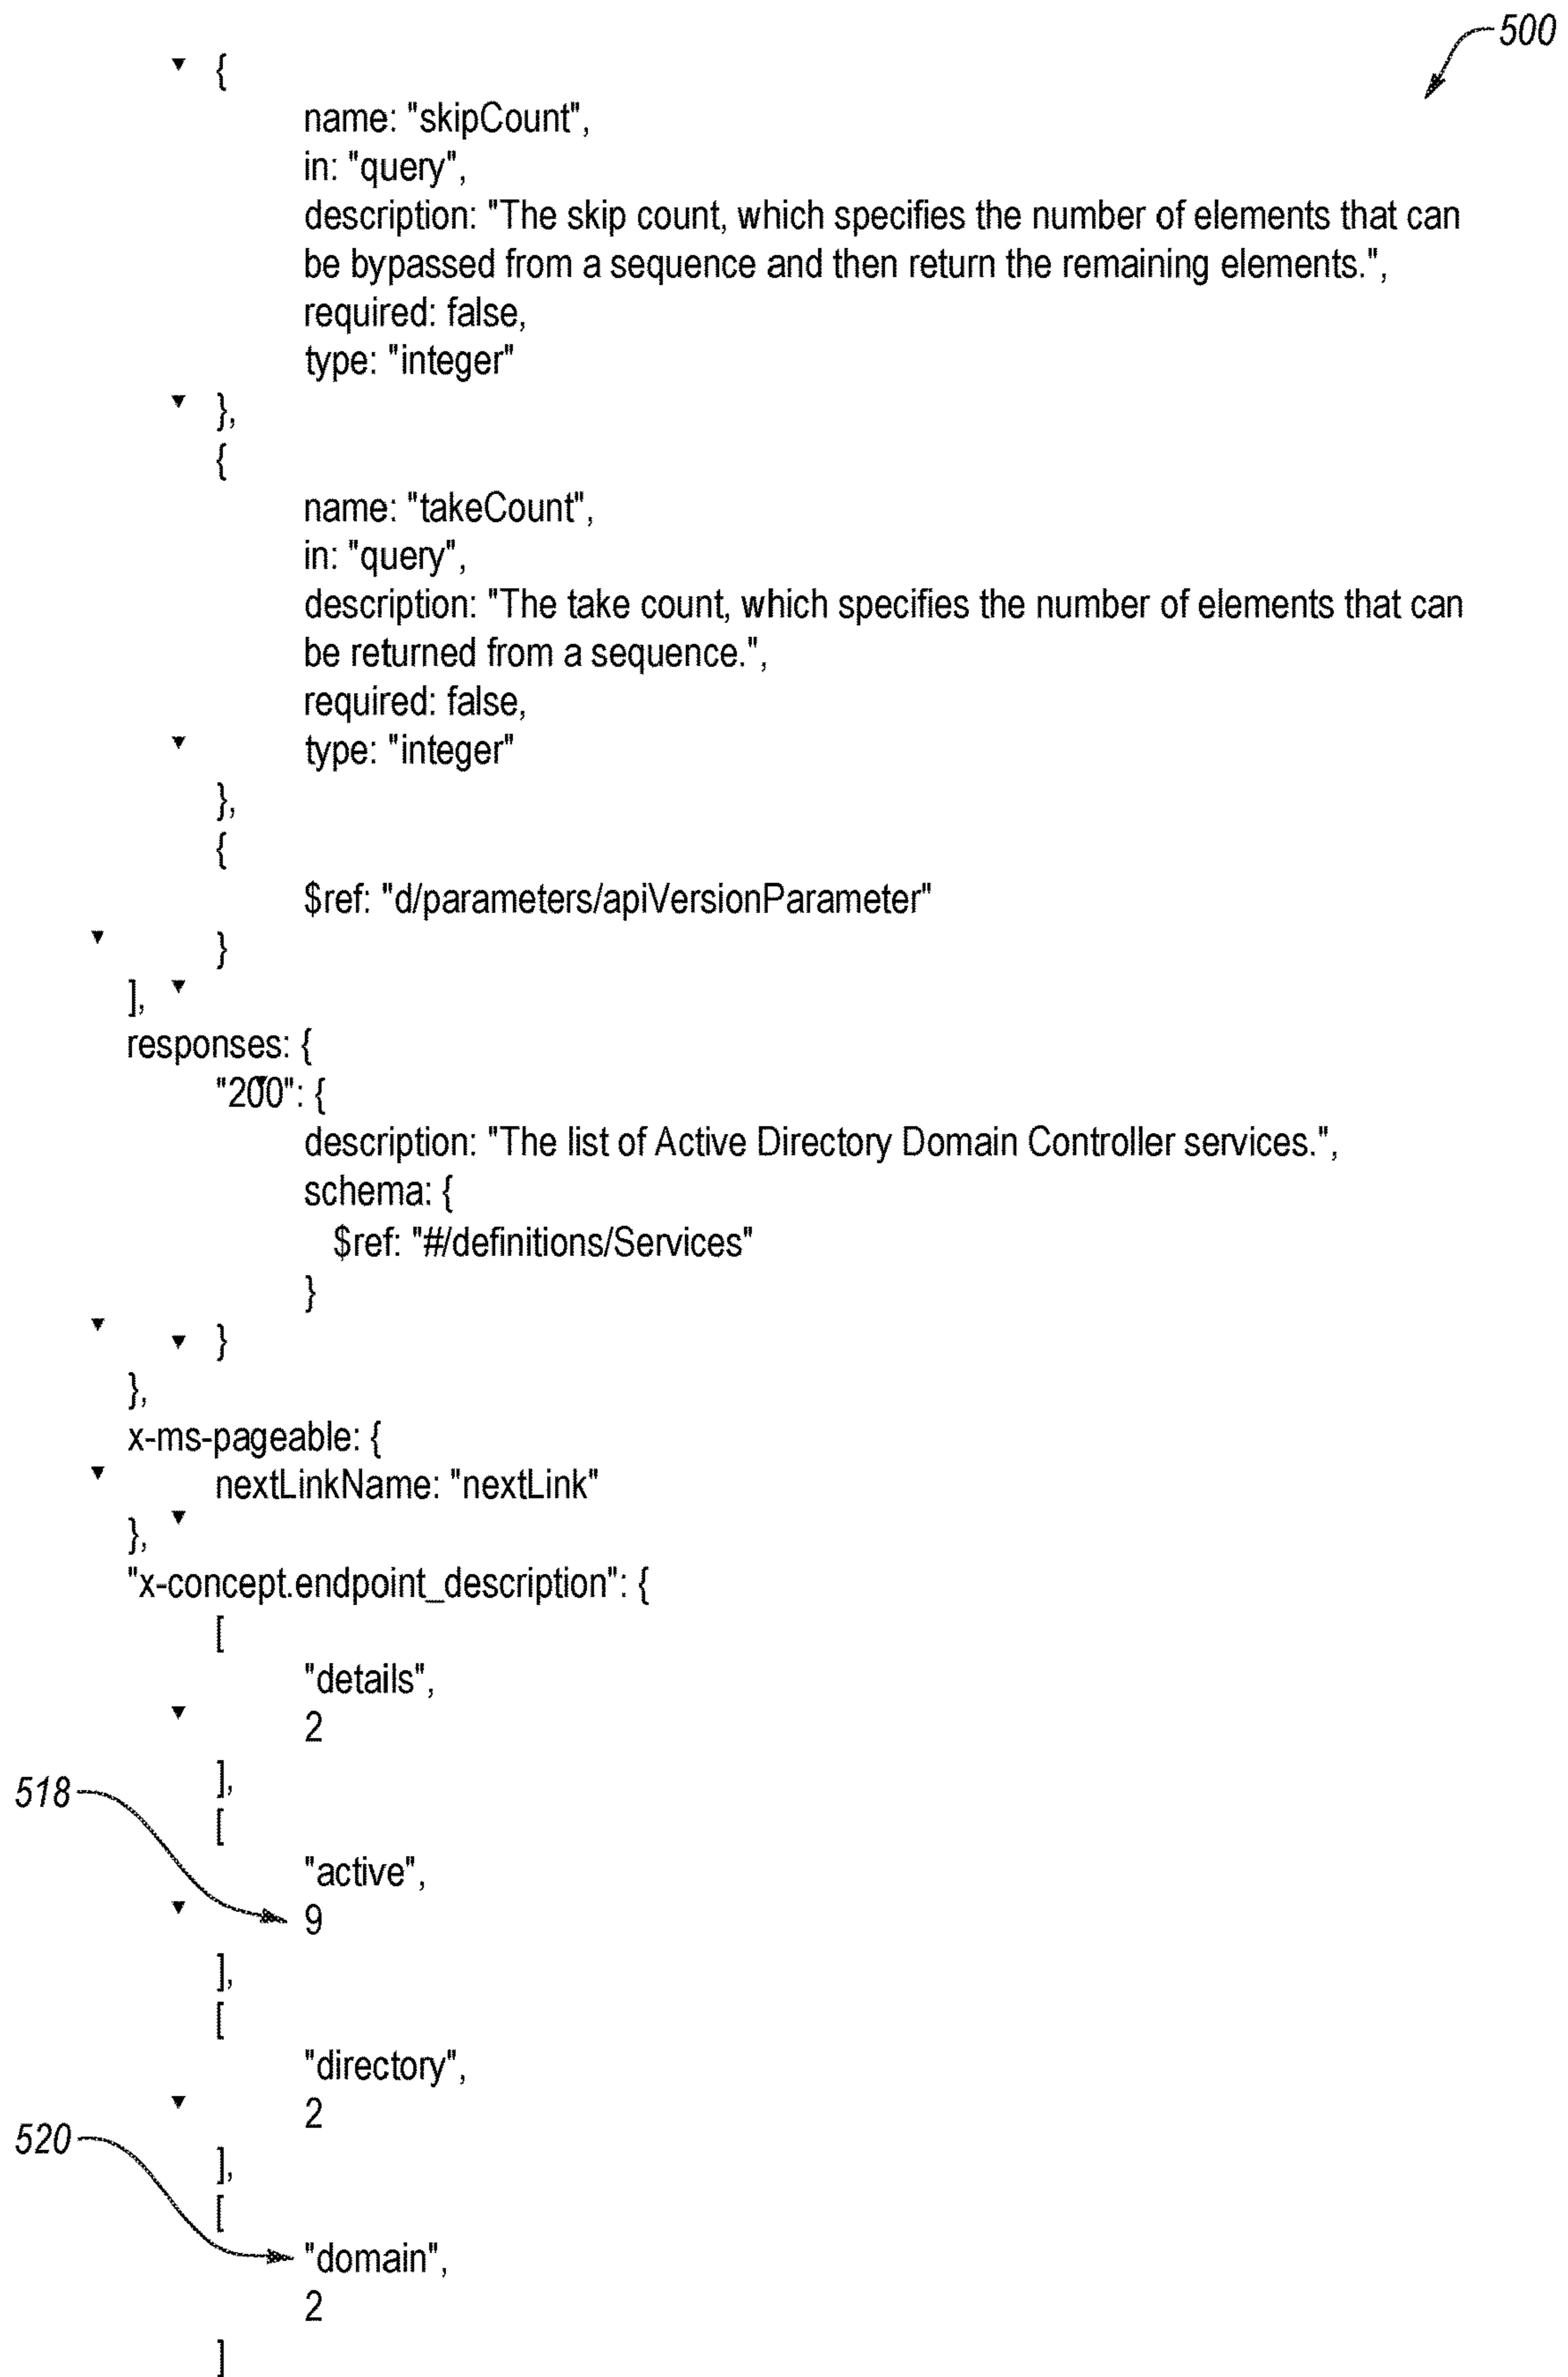 500
{
name: "skipCount",
in: "query",
description: "The skip count, which specifies the number of elements that can
be bypassed from a sequence and then return the remaining elements.",
required: false,
type: "integer"
},
{
name: "takeCount",
in: "query",
description: "The take count, which specifies the number of elements that can
be returned from a sequence.",
required: false,
type: "integer"
},
{
$ref: "d/parameters/apiVersionParameter"
}
],
responses: {
"200": {
description: "The list of Active Directory Domain Controller services.",
schema: {
$ref: "#/definitions/Services"
}
}
},
x-ms-pageable: {
nextLinkName: "nextLink"
},
"x-concept.endpoint_description": {
[
"details",
2
],
518
[
"active",
9
],
[
"directory",
2
],
520
[
"domain",
2
]